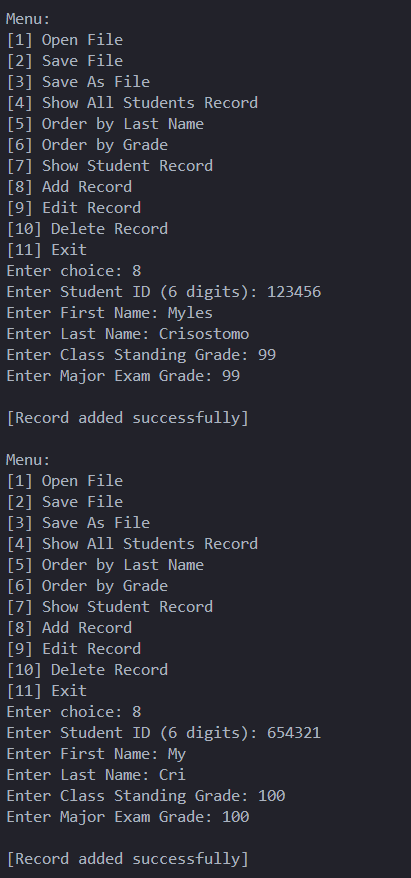 Menu:
[1] Open File
[2] Save File
[3] Save As File
[4] Show All Students Record
[5] Order by Last Name
[6] Order by Grade
[7] Show Student Record
[8] Add Record
[9] Edit Record
[10] Delete Record
[11] Exit
Enter choice: 8
Enter Student ID (6 digits): 123456
Enter First Name: Myles
Enter Last Name: Crisostomo
Enter Class Standing Grade: 99
Enter Major Exam Grade: 99

[Record added successfully]

Menu:
[1] Open File
[2] Save File
[3] Save As File
[4] Show All Students Record
[5] Order by Last Name
[6] Order by Grade
[7] Show Student Record
[8] Add Record
[9] Edit Record
[10] Delete Record
[11] Exit
Enter choice: 8
Enter Student ID (6 digits): 654321
Enter First Name: My
Enter Last Name: Cri
Enter Class Standing Grade: 100
Enter Major Exam Grade: 100

[Record added successfully]